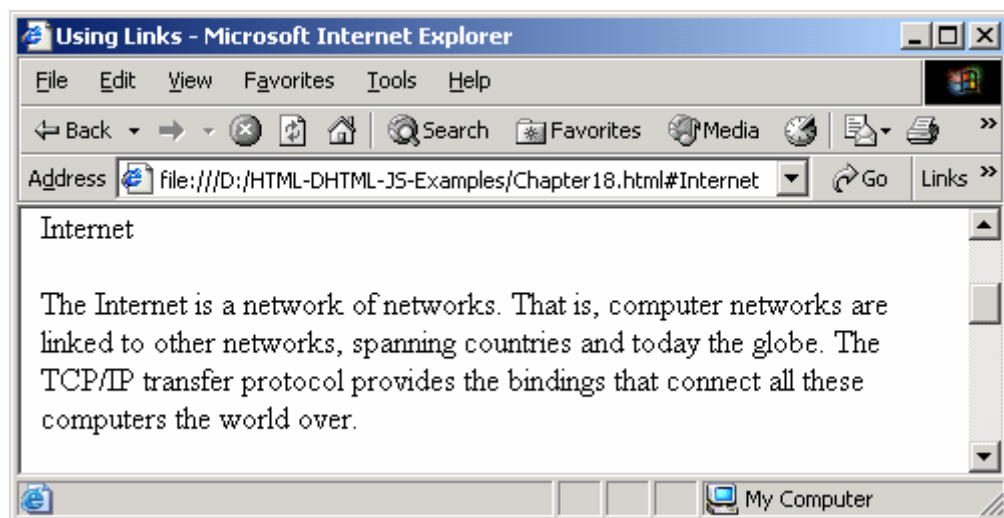 Using Links - Microsoft Internet Explorer
File Edit View Favorites Tools Help
Back Search Favorites Media »
Address file:///D:/HTML-DHTML-JS-Examples/Chapter18.html#Internet Go Links »
Internet
The Internet is a network of networks. That is, computer networks are
linked to other networks, spanning countries and today the globe. The
TCP/IP transfer protocol provides the bindings that connect all these
computers the world over.
My Computer